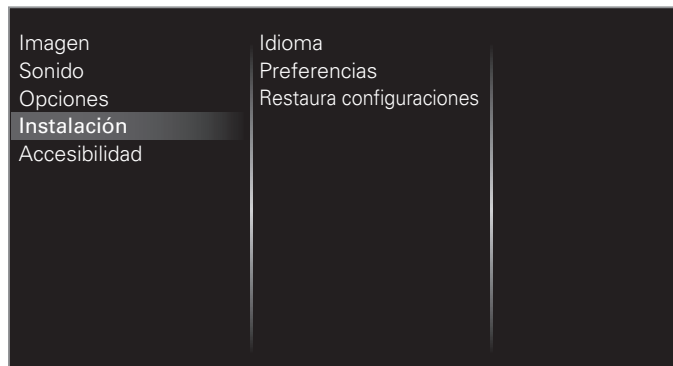 Imagen
Sonido
Opciones
Instalación
Accesibilidad
Idioma
Preferencias
Restaura configuraciones